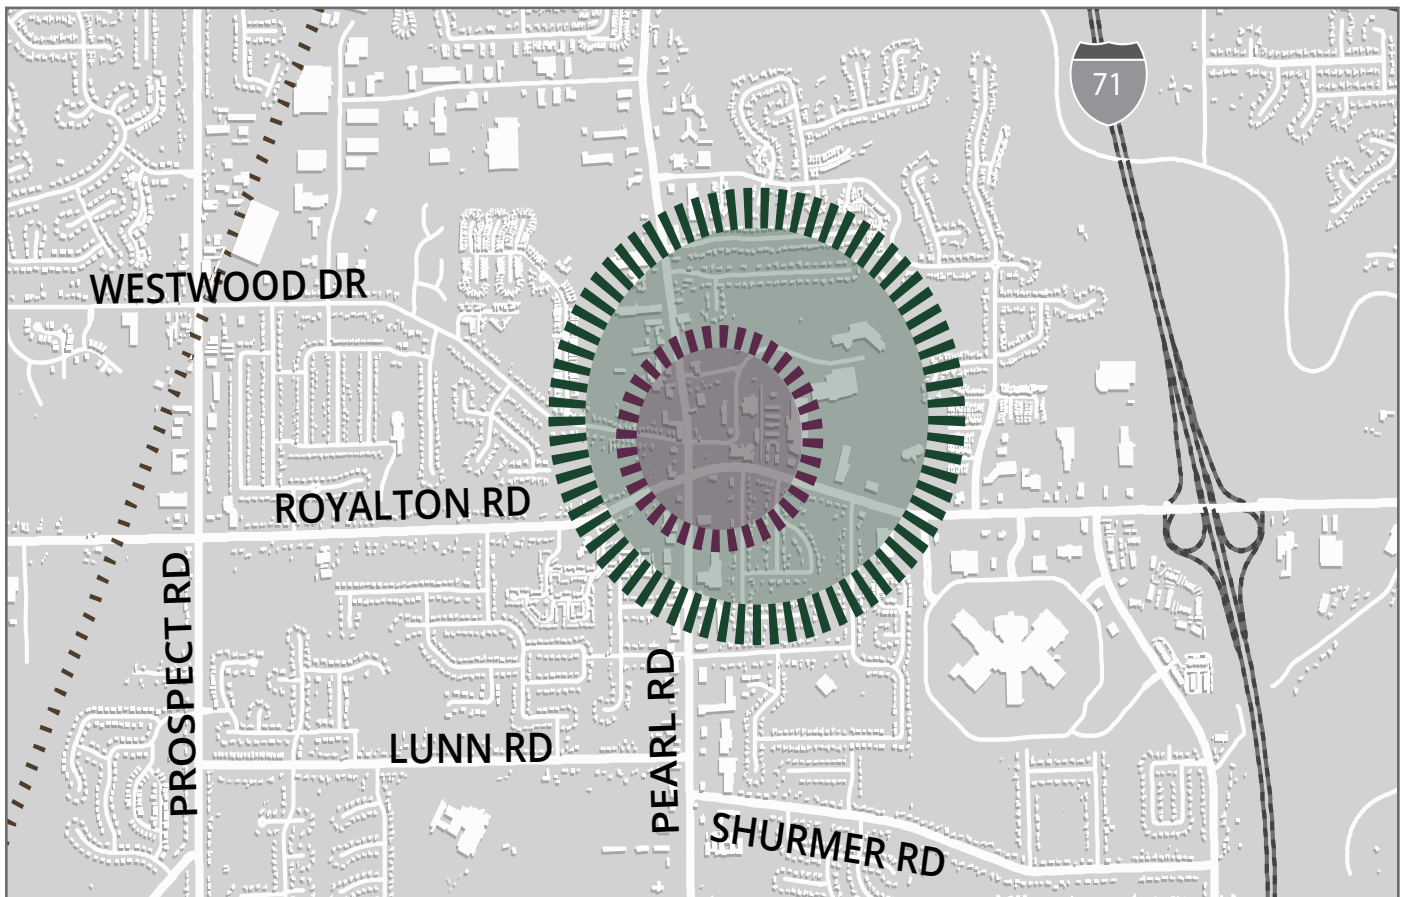 71
WESTWOOD DR
ROYALTON RD
PROSPECT RD
PEARL RD
LUNN RD
SHURMER RD